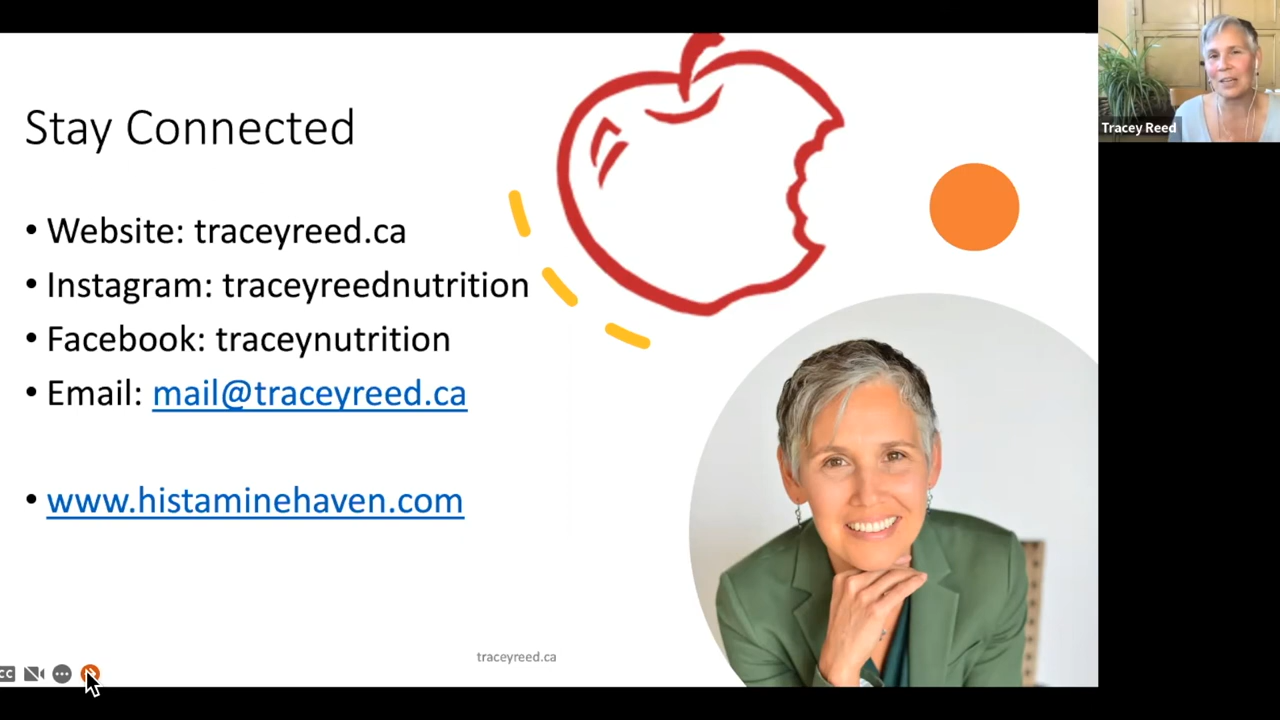 Stay Connected
• Website: traceyreed.ca
• Instagram: traceyreednutrition
• Facebook: traceynutrition
• Email: mail@traceyreed.ca
• www.histaminehaven.com
traceyreed.ca
CC
Tracey Reed